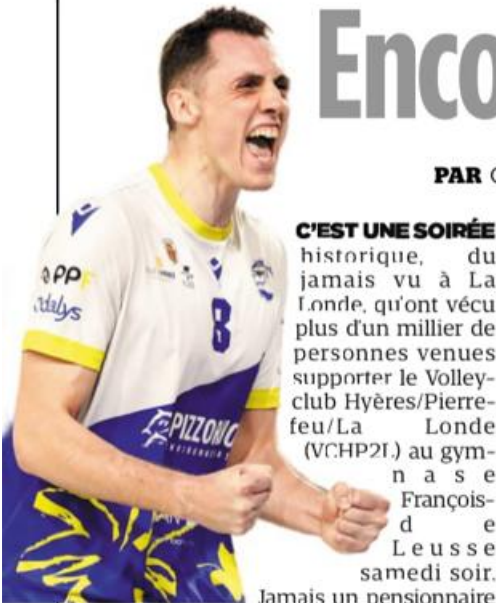 Enco
PAR
C'EST UNE SOIRÉE
historique, du
jamais vu à La
Londe, qu'ont vécu
plus d'un millier de
personnes venues
supporter le Volley-
club Hyères/Pierre-
feu/La Londe
(VCHP2L) au gym-
nase
François-
de
Leusse
samedi soir.
Jamais un pensionnaire
PPF
Odalys
8
PIZZO